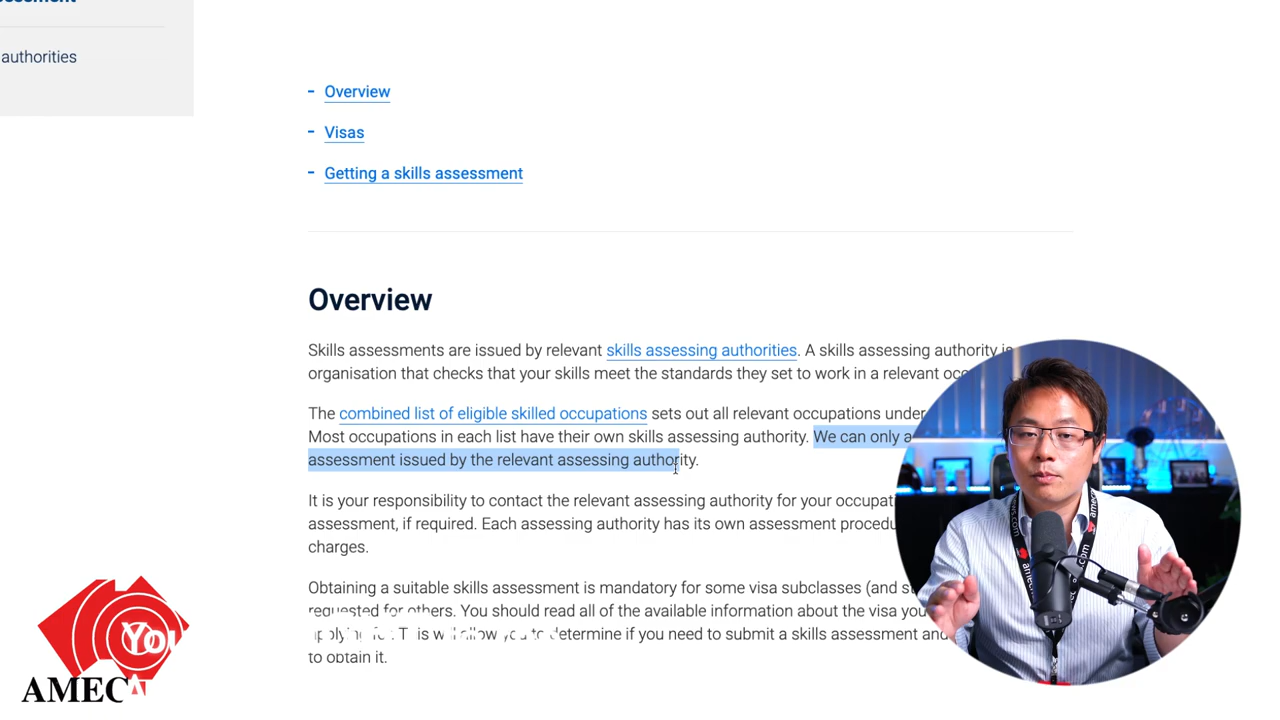 authorities
- Overview
- Visas
- Getting a skills assessment
Overview
Skills assessments are issued by relevant skills assessing authorities. A skills assessing authority is
organisation that checks that your skills meet the standards they set to work in a relevant
The combined list of eligible skilled occupations sets out all relevant occupations under
Most occupations in each list have their own skills assessing authority. We can only
assessment issued by the relevant assessing authority.
It is your responsibility to contact the relevant assessing authority for your
assessment, if required. Each assessing authority has its own assessment
charges.
Obtaining a suitable skills assessment is mandatory for some visa subclasses (and
requested for others. You should read all of the available information about the visa
This will allow you to determine if you need to submit a skills assessment and
to obtain it.
You
AMEC